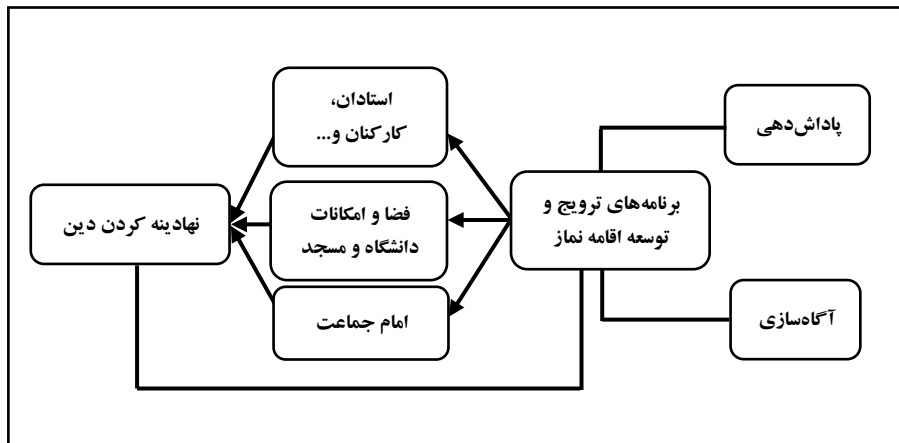 پاداش‌دهی
آگاه‌سازی
برنامه‌های ترویج و
توسعه اقامه نماز
استادان،
کارکنان و...
فضا و امکانات
دانشگاه و مسجد
امام جماعت
نهادینه کردن دین